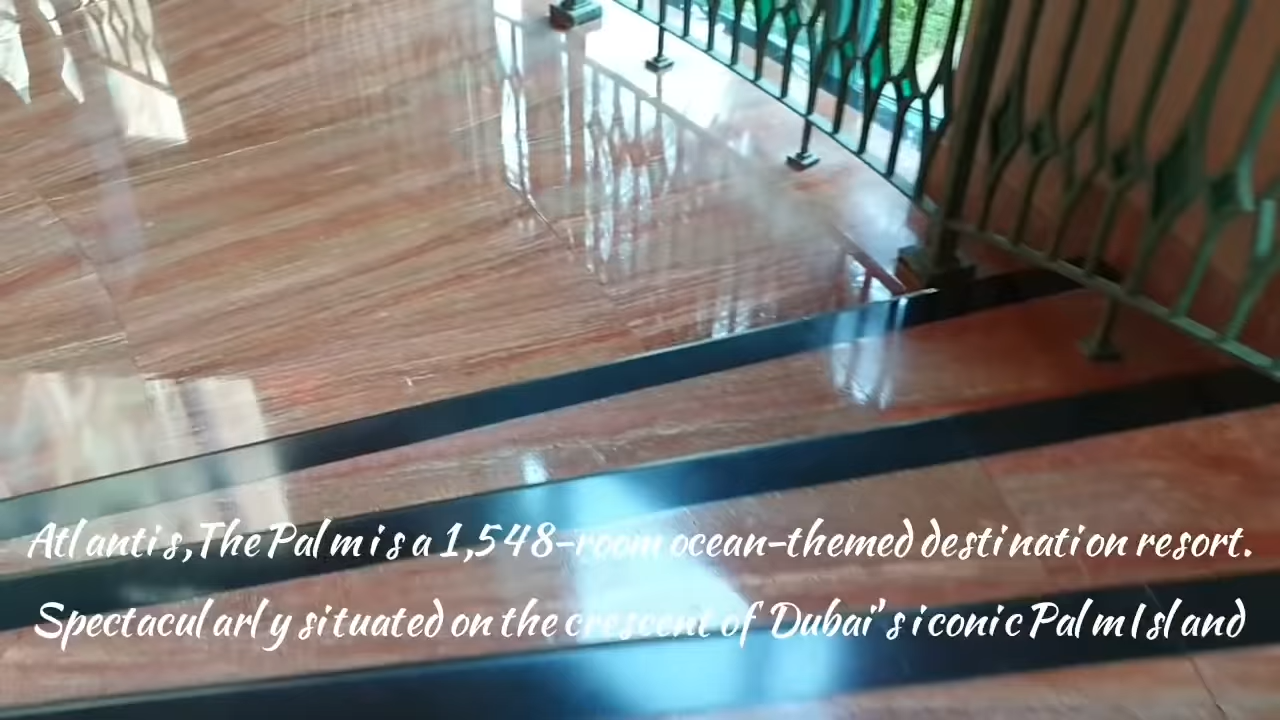 Atlantis,The Palm is a 1,548-room ocean-themed destination resort.
Spectacularly situated on the crescent of Dubai's iconic Palm Island